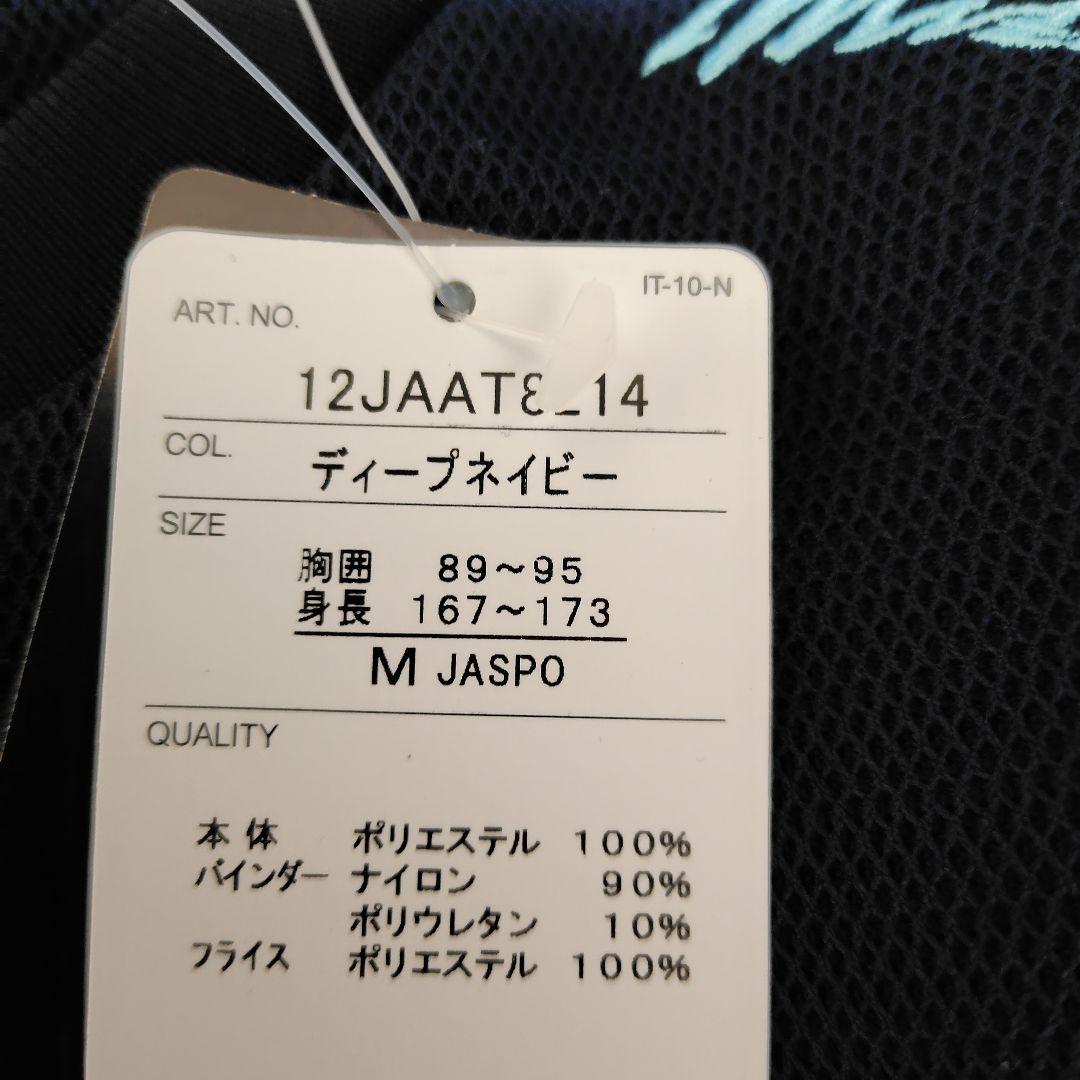 IT-10-N
ART. NO.
COL.
ディープネイビー
SIZE
胸囲 89～95
身長 167～173
M JASPO
QUALITY
本体 ポリエステル 100%
バインダー ナイロン 90%
ポリウレタン 10%
フライス ポリエステル 100%